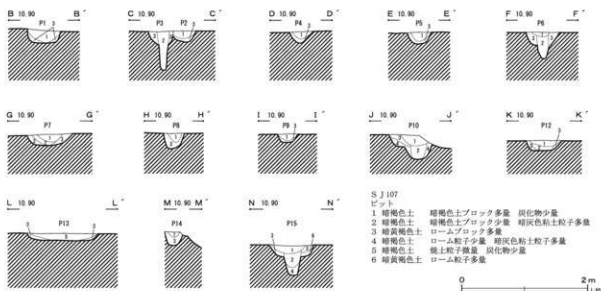 B 10.90 B´ C 10.90 C´ D 10.90 D´ E 10.90 E´ F 10.90 F´
P1 P3 P2 P4 P5 P6
G 10.90 G´ H 10.90 H´ I 10.90 I´ J 10.90 J´ K 10.90 K´
P7 P8 P9 P10 P12
L 10.90 L´ M 10.90 M´ N 10.90 N´
P13 P14 P15
SJ107
ピット
1 暗褐色土 暗褐色土ブロック多量 炭化物少量
2 暗褐色土 暗褐色土ブロック少量 暗灰色粘土粒子多量
3 暗黄褐色土 ロームブロック多量
4 暗褐色土 ローム粒子少量 暗灰色粘土粒子多量
5 暗褐色土 焼土粒子微量 炭化物少量
6 暗黄褐色土 ローム粒子多量
0 2m